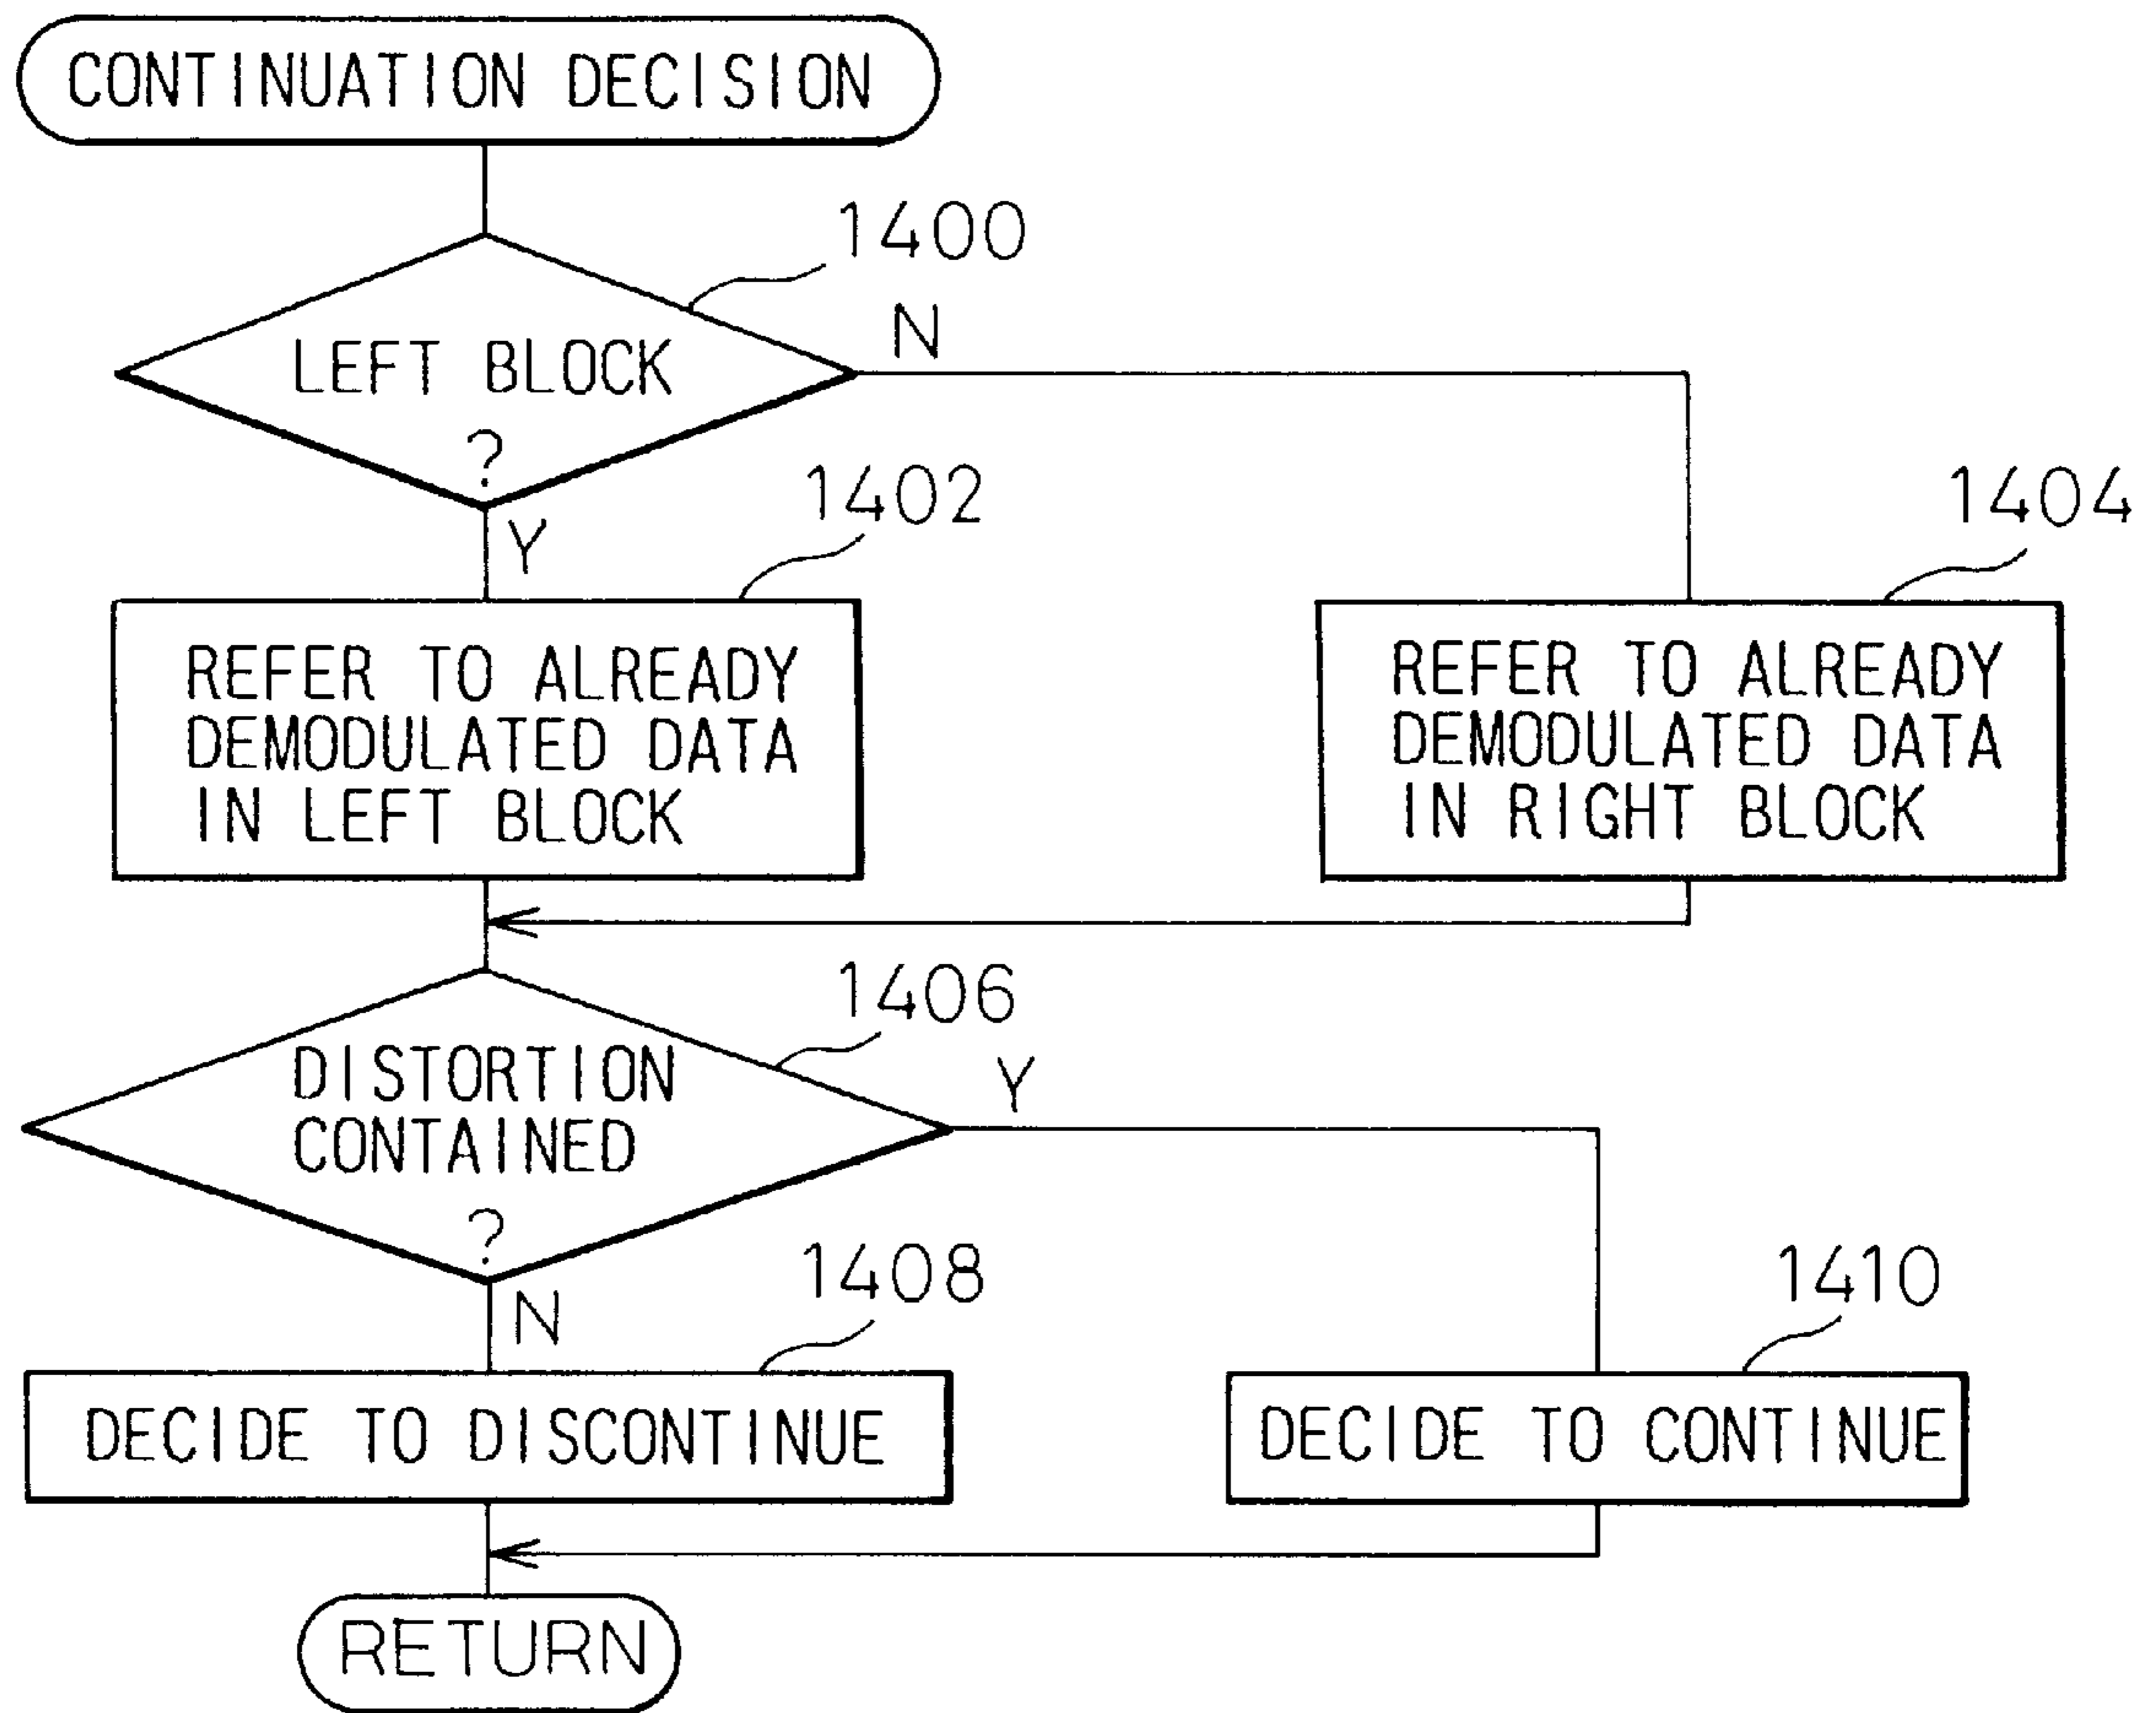 CONTINUATION DECISION
1400
N
LEFT BLOCK
?
1402
1404
Y
REFER TO ALREADY
DEMODULATED DATA
IN LEFT BLOCK
REFER TO ALREADY
DEMODULATED DATA
IN RIGHT BLOCK
1406
Y
DISTORTION
CONTAINED
?
1408
1410
N
DECIDE TO DISCONTINUE
DECIDE TO CONTINUE
RETURN